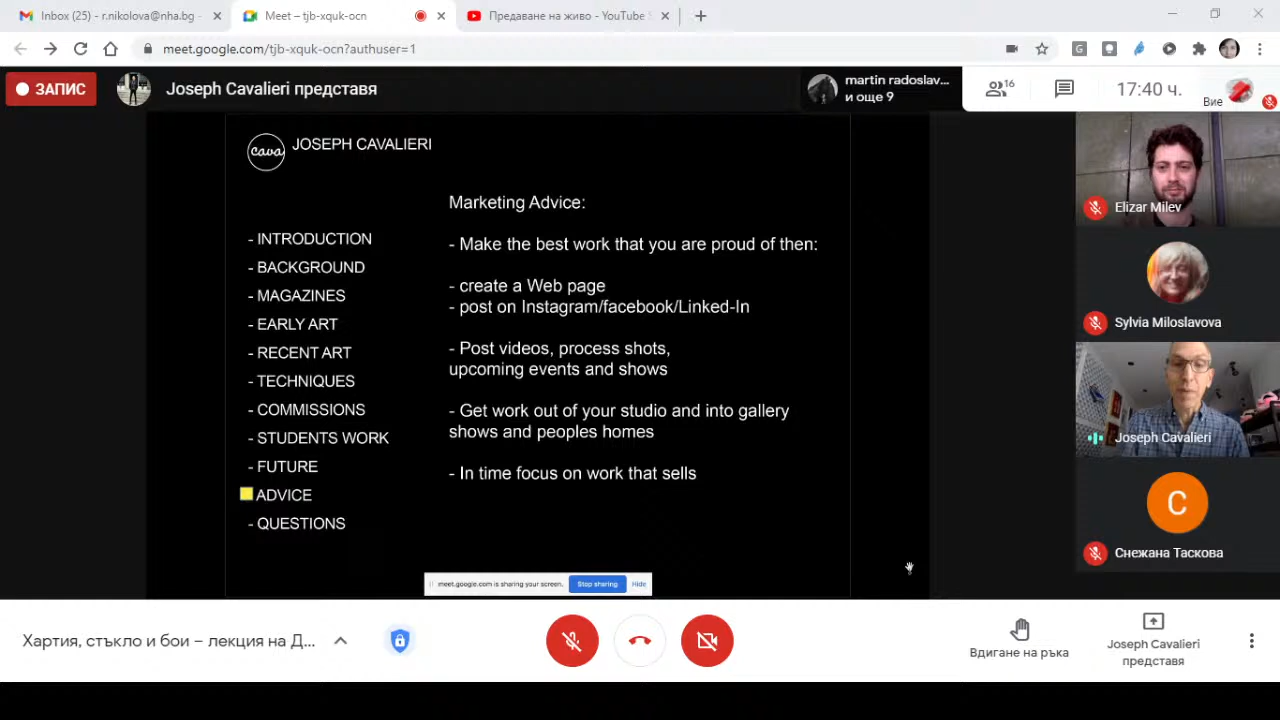 Inbox (25) - r.nikolova@nha.bg -
Meet – tjb-xquk-ocn
Предаване на живо - YouTube
meet.google.com/tjb-xquk-ocn?authuser=1
ЗАПИС
Joseph Cavalieri представя
martin radoslav...
и още 9
16
17:40 ч.
Вие
cava
JOSEPH CAVALIERI
- INTRODUCTION
- BACKGROUND
- MAGAZINES
- EARLY ART
- RECENT ART
- TECHNIQUES
- COMMISSIONS
- STUDENTS WORK
- FUTURE
ADVICE
- QUESTIONS
Marketing Advice:
- Make the best work that you are proud of then:
- create a Web page
- post on Instagram/facebook/Linked-In
- Post videos, process shots,
upcoming events and shows
- Get work out of your studio and into gallery
shows and peoples homes
- In time focus on work that sells
meet.google.com is sharing your screen.
Stop sharing
Hide
Elizar Milev
Sylvia Miloslavova
Joseph Cavalieri
C
Снежана Таскова
Хартия, стъкло и бои – лекция на Д...
Вдигане на ръка
Joseph Cavalieri
представя